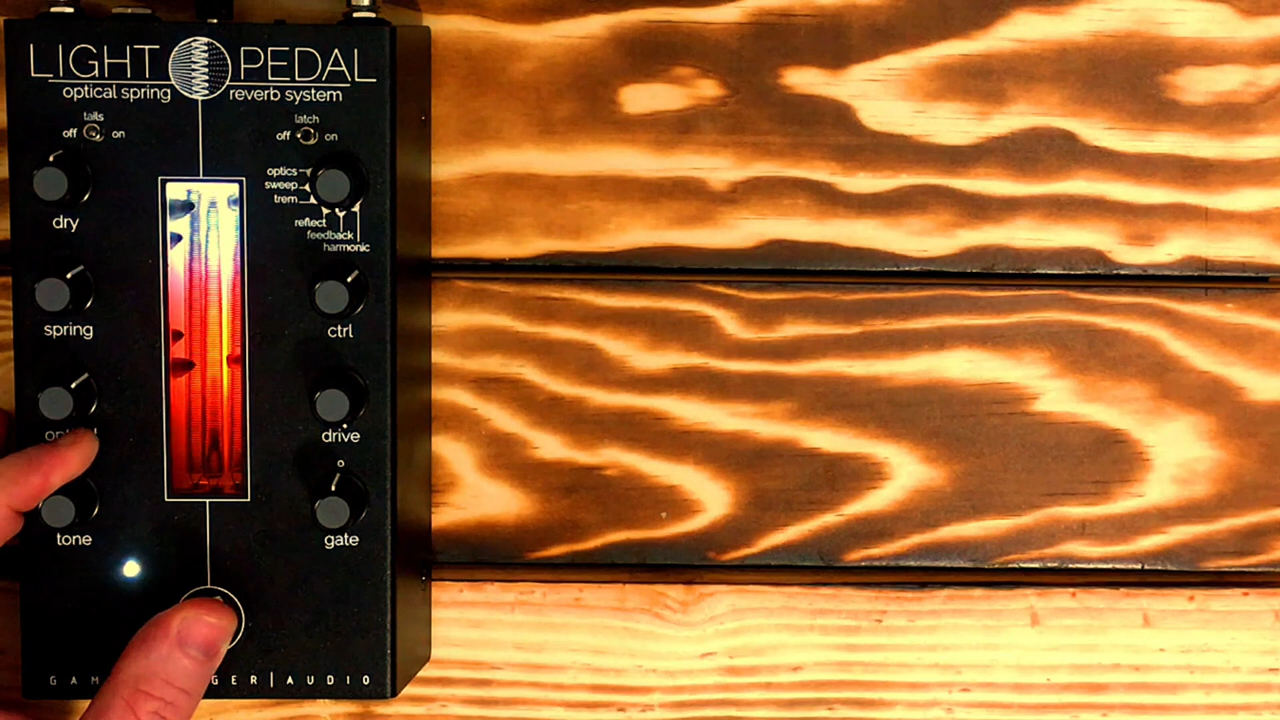 LIGHT PEDAL
optical spring reverb system
tails
off on
latch
off on
optics
sweep
trem
reflect
feedback
harmonic
dry
spring
ctrl
drive
tone
gate
AUDIO